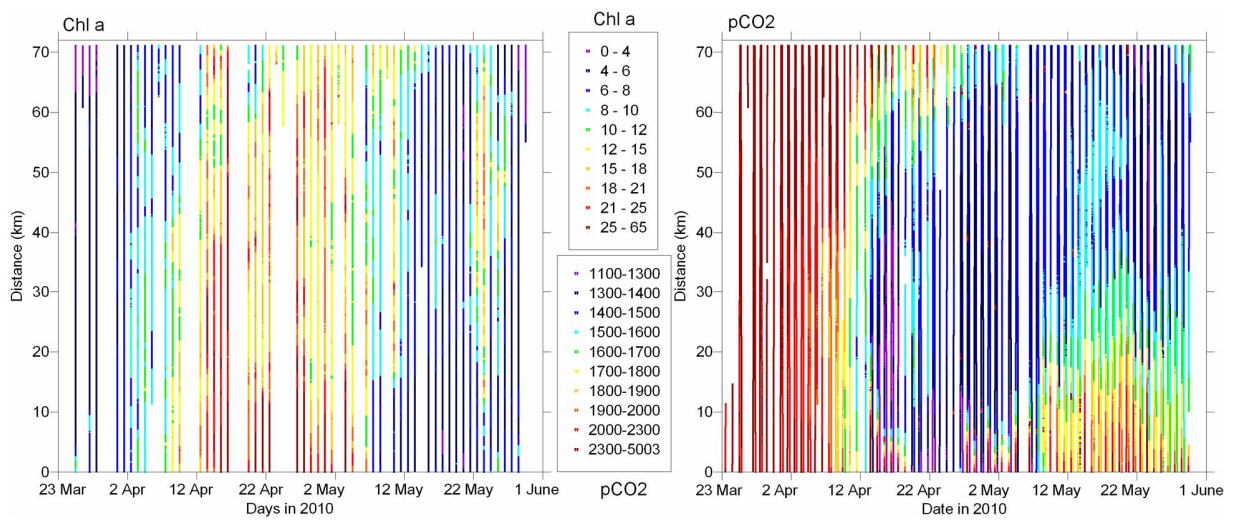 Chl a
70
60
50
40
30
20
10
0
Distance (km)
23 Mar 2 Apr 12 Apr 22 Apr 2 May 12 May 22 May 1 June
Days in 2010
Chl a
0 - 4
4 - 6
6 - 8
8 - 10
10 - 12
12 - 15
15 - 18
18 - 21
21 - 25
25 - 65
1100-1300
1300-1400
1400-1500
1500-1600
1600-1700
1700-1800
1800-1900
1900-2000
2000-2300
2300-5003
pCO2
pCO2
70
60
50
40
30
20
10
0
Distance (km)
23 Mar 2 Apr 12 Apr 22 Apr 2 May 12 May 22 May 1 June
Date in 2010